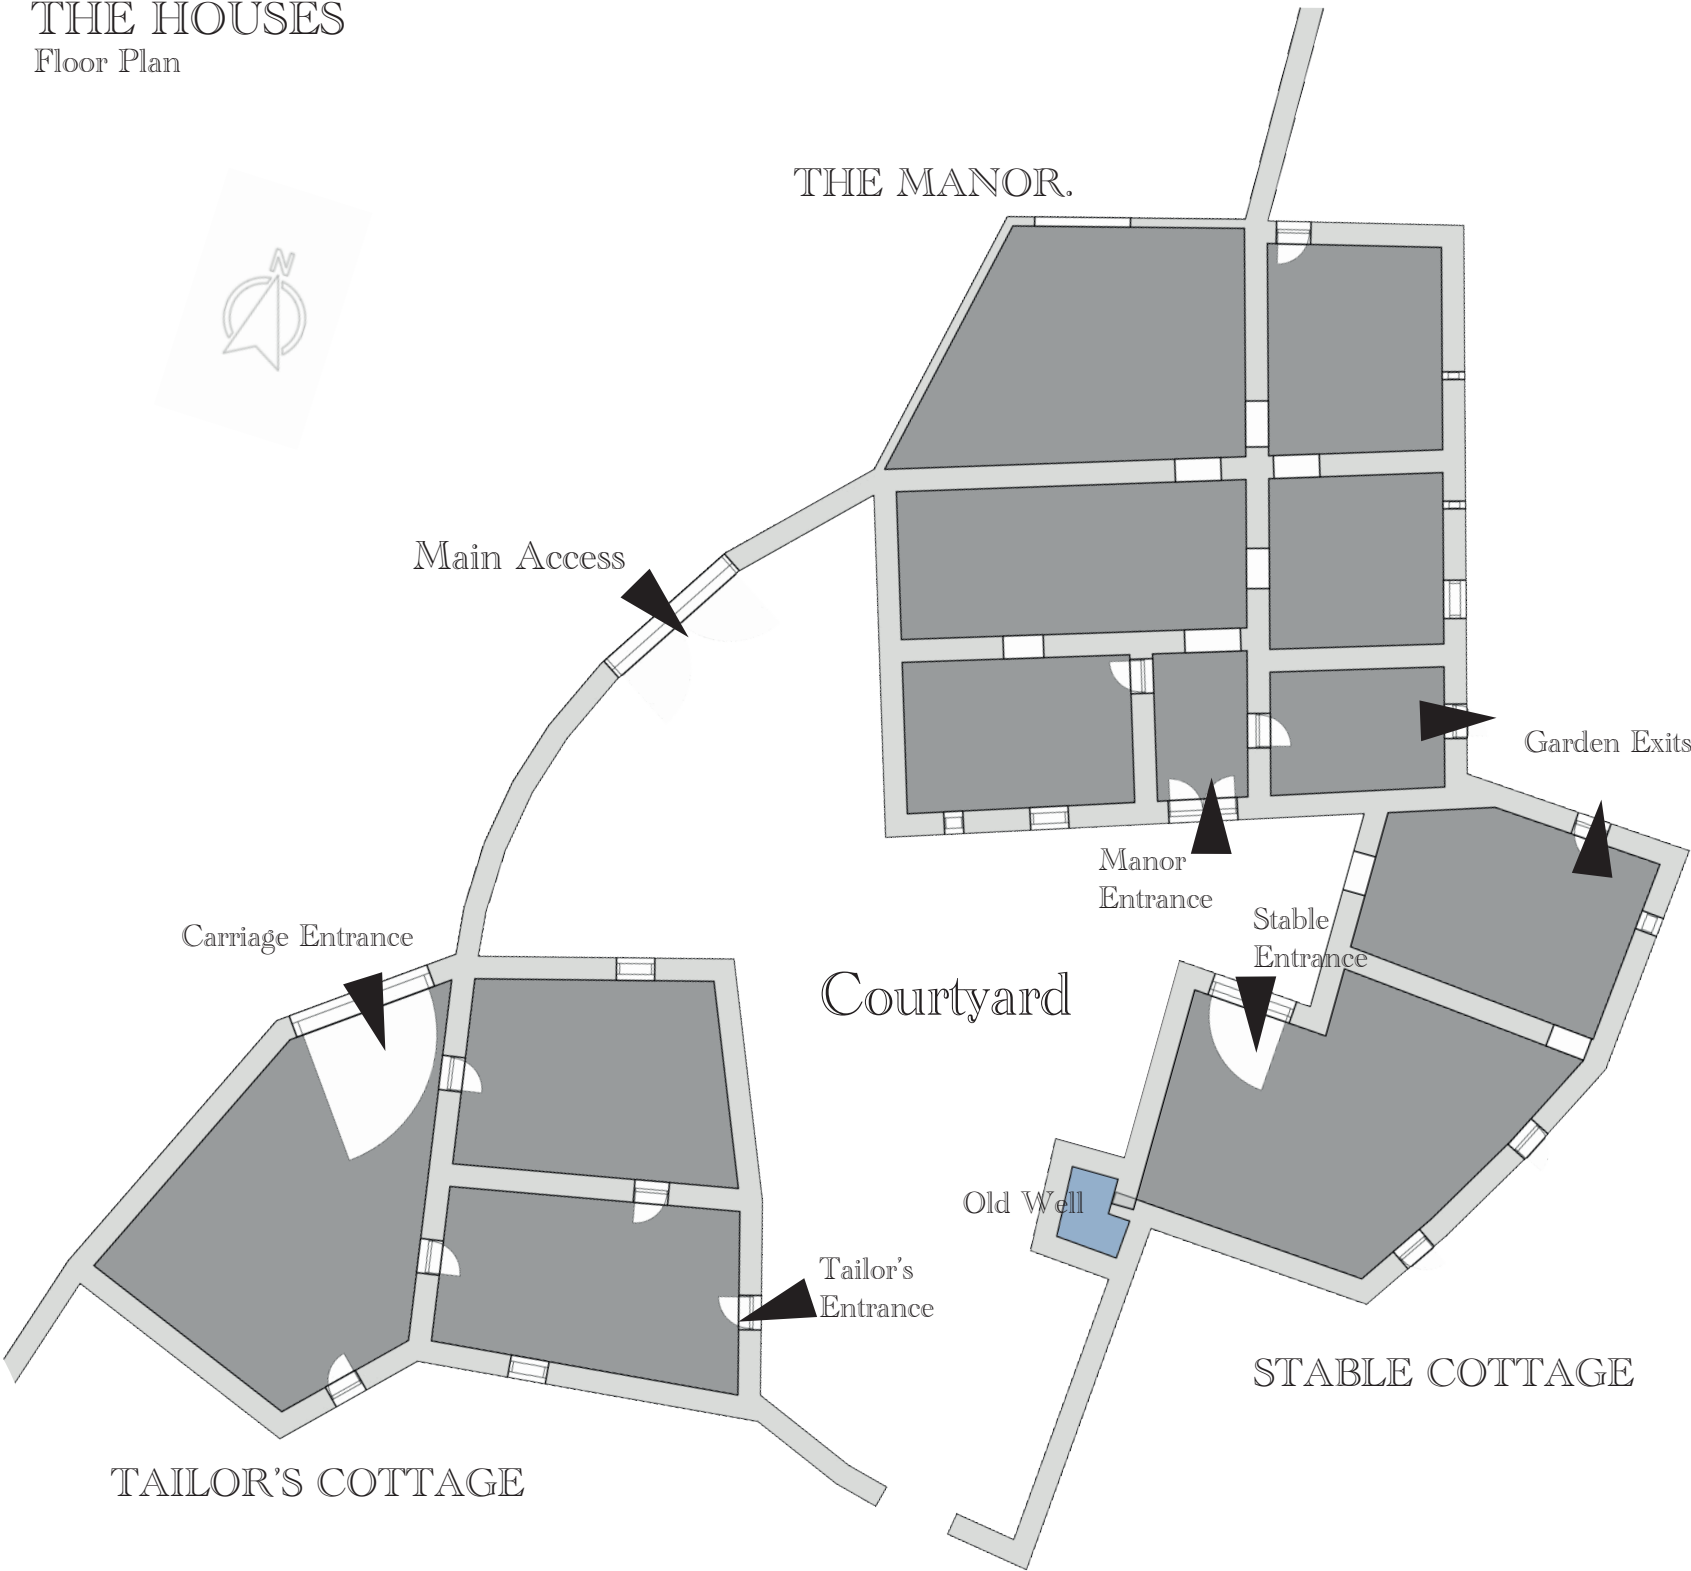 THE HOUSES
Floor Plan
THE MANOR.
N
Main Access
Garden Exits
Manor
Entrance
Stable
Entrance
Carriage Entrance
Courtyard
Old Well
Tailor's
Entrance
STABLE COTTAGE
TAILOR'S COTTAGE